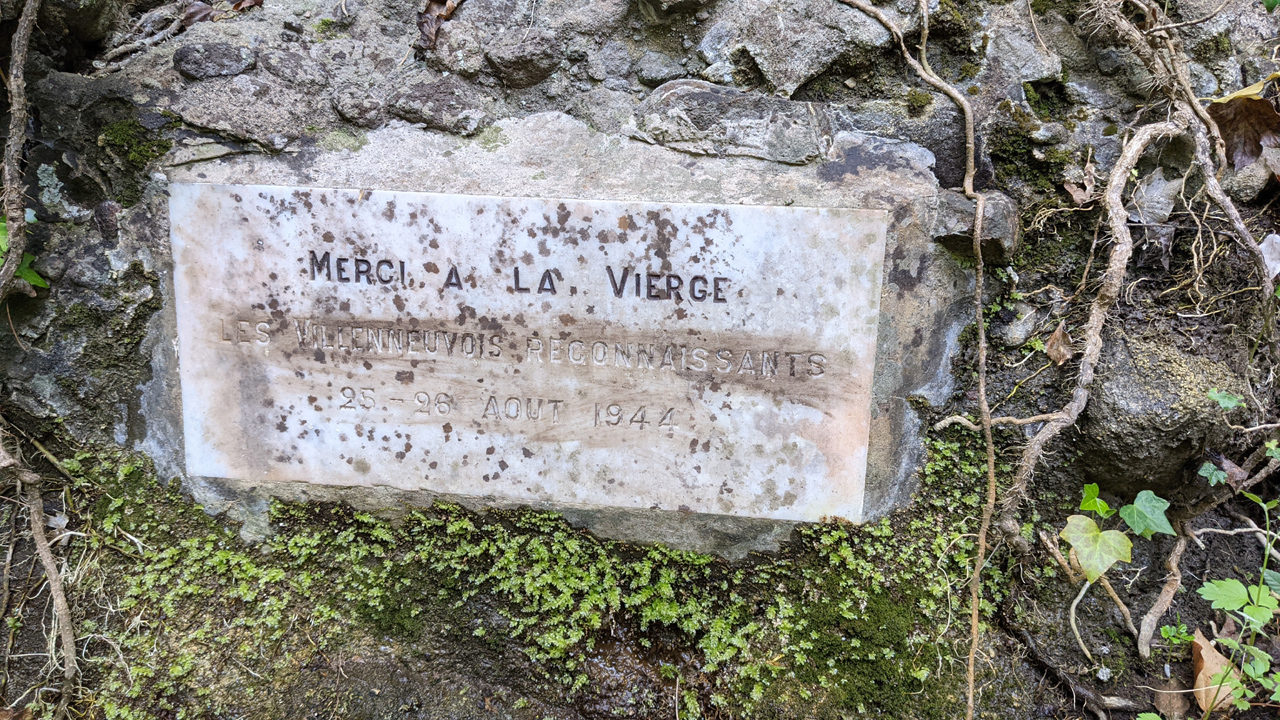 MERCI A LA VIERGE
LES VILLENNEUVOIS RECONNAISSANTS
25-26 AOUT 1944